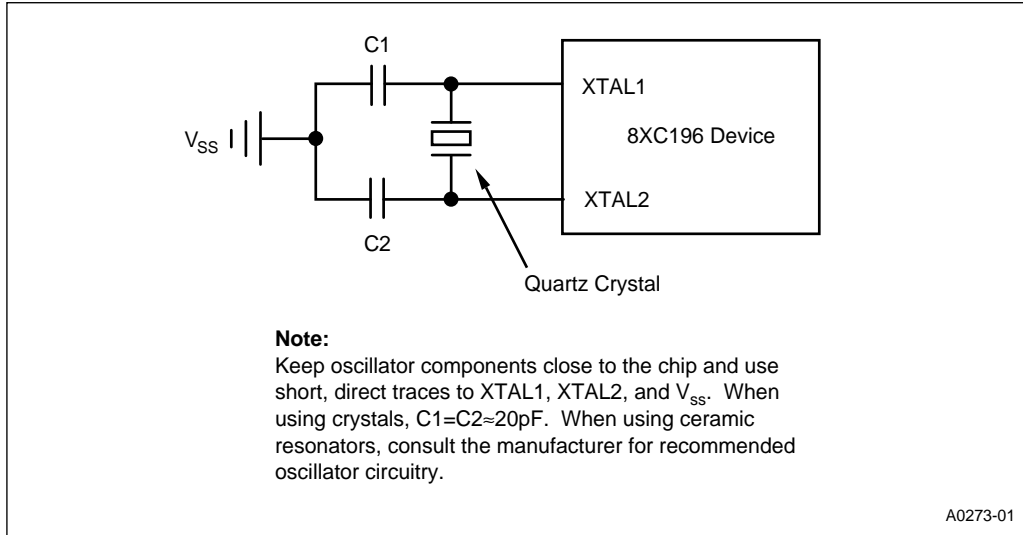 C1
XTAL1
V_SS
8XC196 Device
XTAL2
C2
Quartz Crystal
Note:
Keep oscillator components close to the chip and use
short, direct traces to XTAL1, XTAL2, and V_ss. When
using crystals, C1=C2≈20pF. When using ceramic
resonators, consult the manufacturer for recommended
oscillator circuitry.
A0273-01